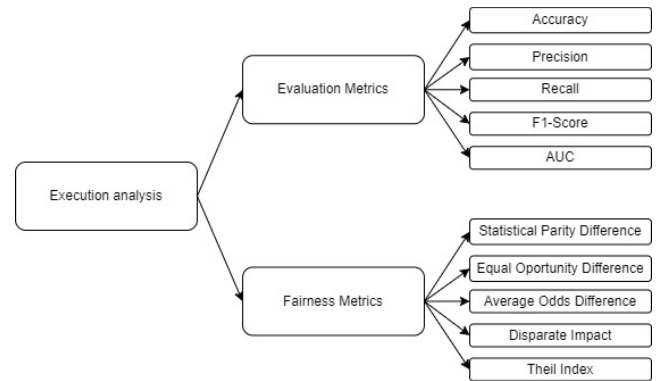 Execution analysis
Evaluation Metrics
Accuracy
Precision
Recall
F1-Score
AUC
Fairness Metrics
Statistical Parity Difference
Equal Oportunity Difference
Average Odds Difference
Disparate Impact
Theil Index